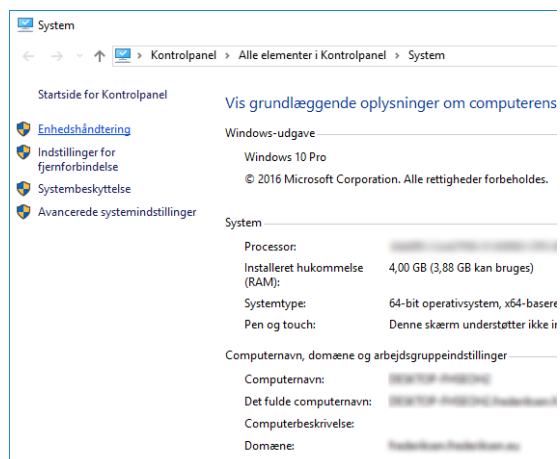 System
Kontrolpanel > Alle elementer i Kontrolpanel > System
Startside for Kontrolpanel
Enhedshåndtering
Indstillinger for
fjernforbindelse
Systembeskyttelse
Avancerede systemindstillinger
Vis grundlæggende oplysninger om computerens
Windows-udgave
Windows 10 Pro
© 2016 Microsoft Corporation. Alle rettigheder forbeholdes.
System
Processor:
Installeret hukommelse
(RAM):
4,00 GB (3,88 GB kan bruges)
Systemtype:
64-bit operativsystem, x64-basere
Pen og touch:
Denne skærm understøtter ikke i
Computernavn, domæne og arbejdsgruppeindstillinger
Computernavn:
Det fulde computernavn:
Computerbeskrivelse:
Domæne: